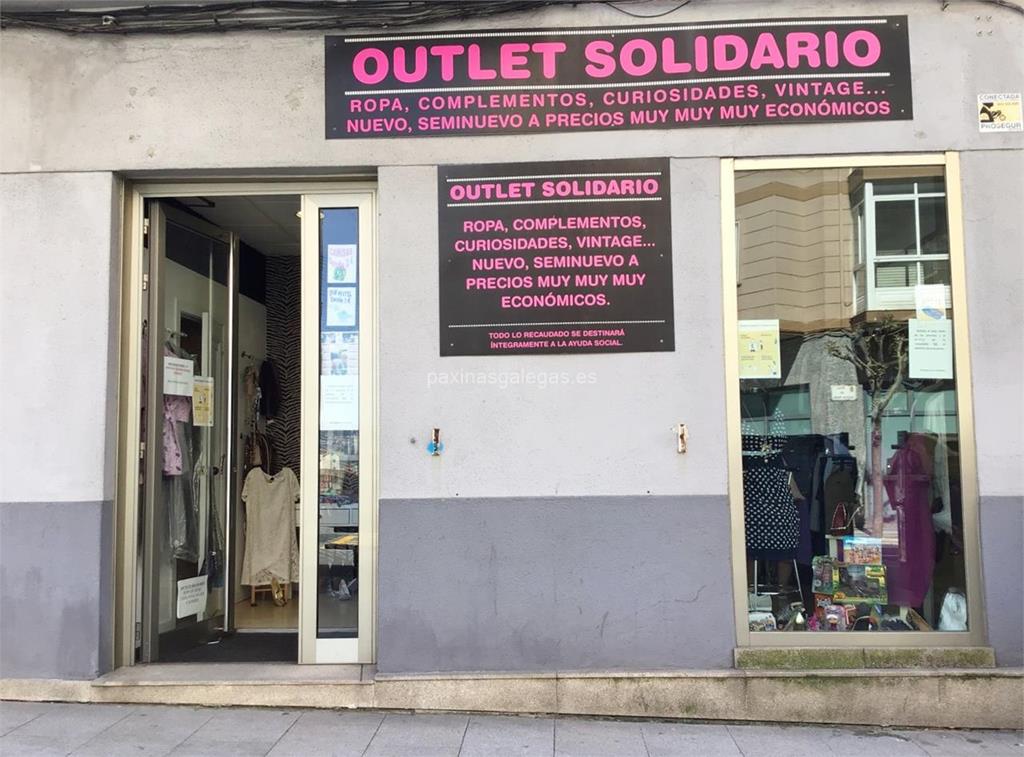 OUTLET SOLIDARIO
ROPA, COMPLEMENTOS, CURIOSIDADES, VINTAGE...
NUEVO, SEMINUEVO A PRECIOS MUY MUY MUY ECONÓMICOS
CONECTADA
PROSEGUR
OUTLET SOLIDARIO
ROPA, COMPLEMENTOS,
CURIOSIDADES, VINTAGE...
NUEVO, SEMINUEVO A
PRECIOS MUY MUY MUY
ECONÓMICOS.
TODO LO RECAUDADO SE DESTINARÁ
ÍNTEGRAMENTE A LA AYUDA SOCIAL.
paxinasgalegas.es